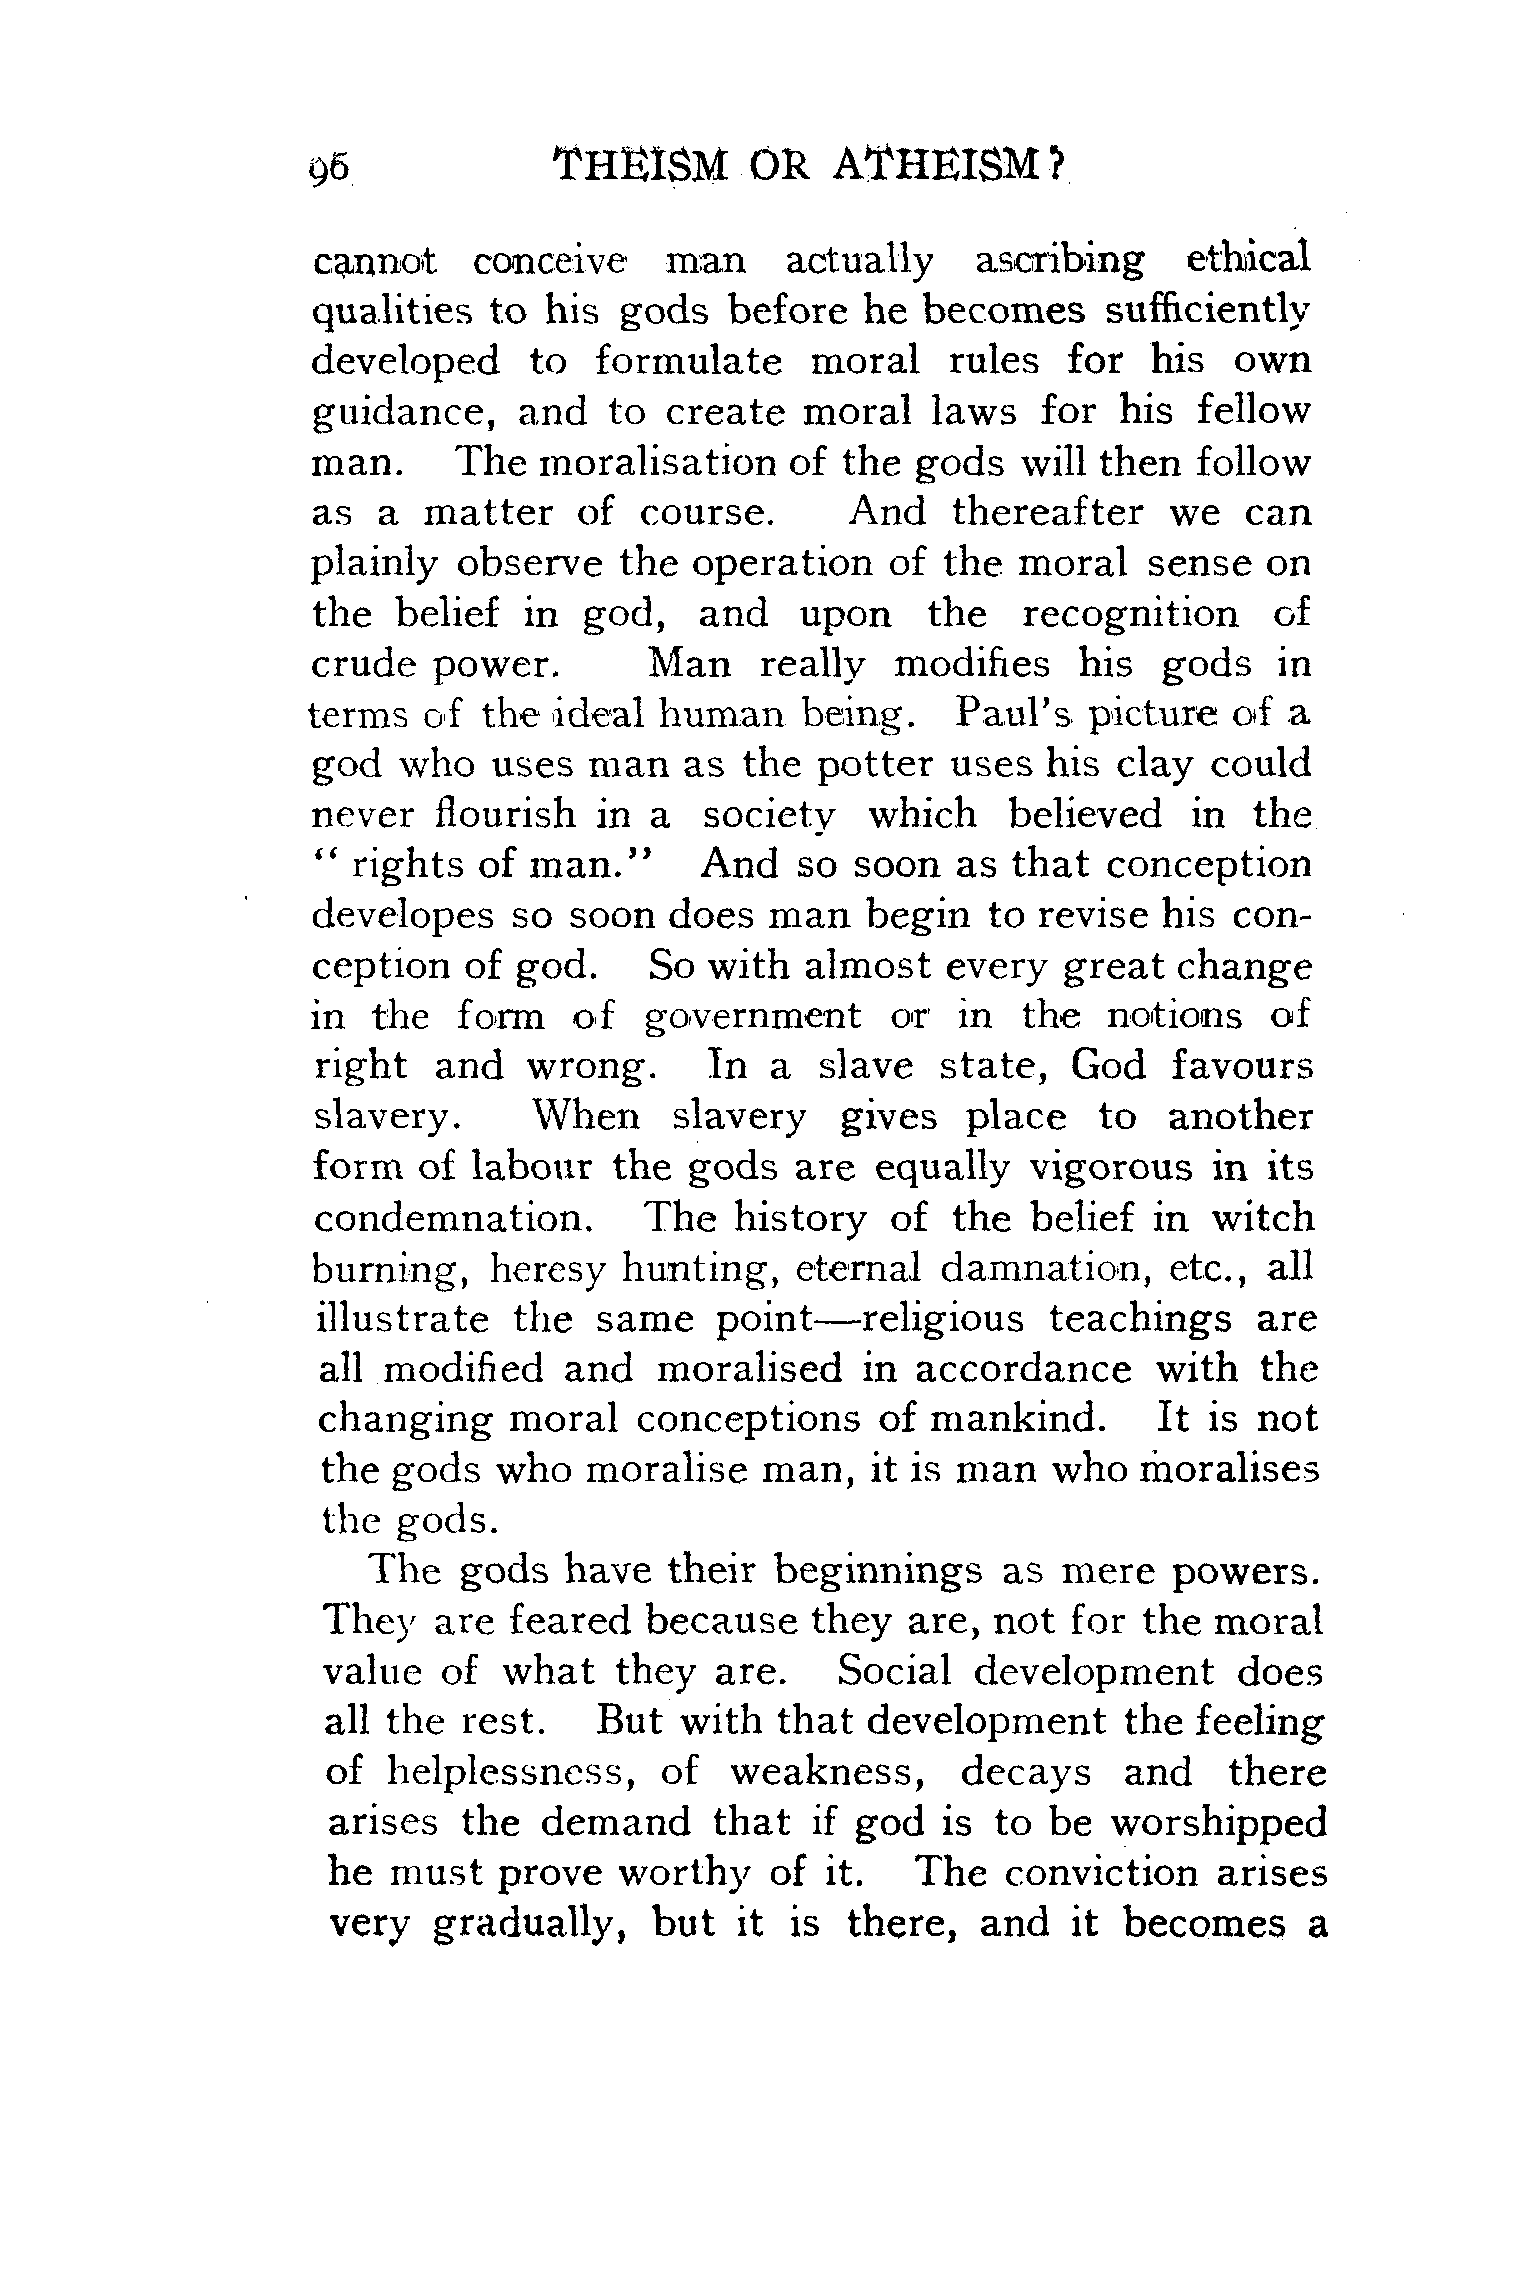 96 THEISM OR ATHEISM?
cannot conceive man actually ascribing ethical
qualities to his gods before he becomes sufficiently
developed to formulate moral rules for his own
guidance, and to create moral laws for his fellow
man. The moralisation of the gods will then follow
as a matter of course. And thereafter we can
plainly observe the operation of the moral sense on
the belief in god, and upon the recognition of
crude power. Man really modifies his gods in
terms of the ideal human being. Paul's picture of a
god who uses man as the potter uses his clay could
never flourish in a society which believed in the
“ rights of man.” And so soon as that conception
developes so soon does man begin to revise his con-
ception of god. So with almost every great change
in the form of government or in the notions of
right and wrong. In a slave state, God favours
slavery. When slavery gives place to another
form of labour the gods are equally vigorous in its
condemnation. The history of the belief in witch
burning, heresy hunting, eternal damnation, etc., all
illustrate the same point—religious teachings are
all modified and moralised in accordance with the
changing moral conceptions of mankind. It is not
the gods who moralise man, it is man who moralises
the gods.
The gods have their beginnings as mere powers.
They are feared because they are, not for the moral
value of what they are. Social development does
all the rest. But with that development the feeling
of helplessness, of weakness, decays and there
arises the demand that if god is to be worshipped
he must prove worthy of it. The conviction arises
very gradually, but it is there, and it becomes a